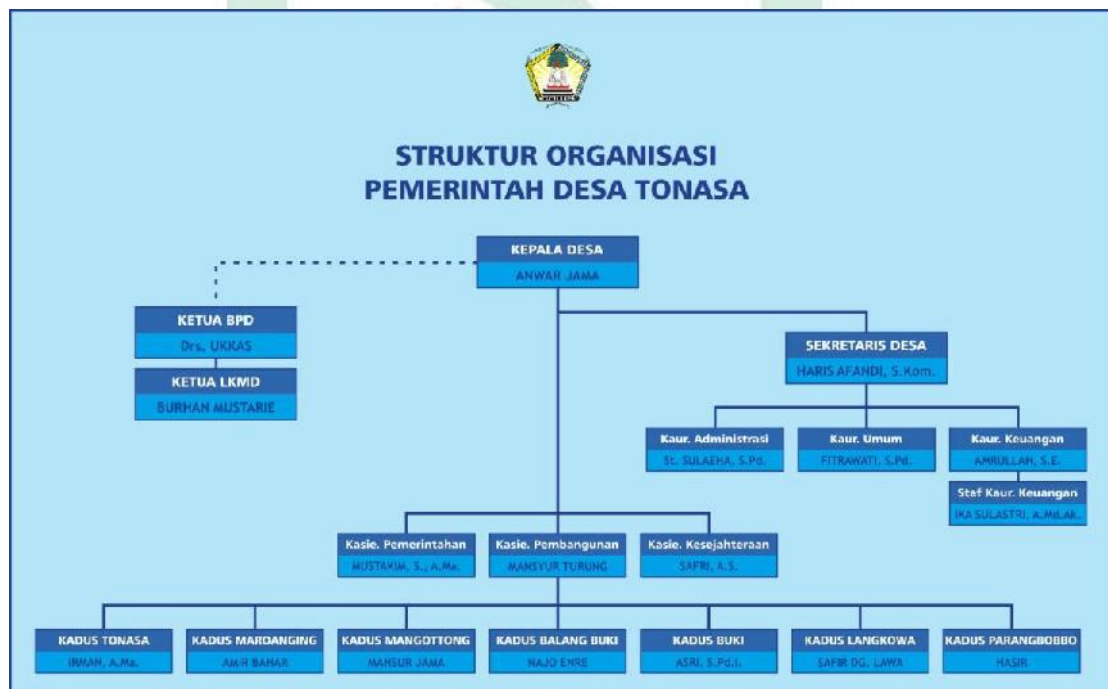 STRUKTUR ORGANISASI
PEMERINTAH DESA TONASA
KEPALA DESA
ANWAR JAMA
KETUA BPD
Drs. UKKAS
KETUA LKMD
BURHAN MUSTARIE
SEKRETARIS DESA
HARIS AFANDI, S.Kom.
Kaur. Administrasi
St. SULAEHA, S.Pd.
Kaur. Umum
FITRAWATI, S.Pd.
Kaur. Keuangan
AMRULLAH, S.E.
Staf Kaur. Keuangan
IKA SULASTRI, A.Md.Ak.
Kasie. Pemerintahan
MUSTAKIM, S., A.Ma.
Kasie. Pembangunan
MANSYUR TURUNG
Kasie. Kesejahteraan
SAFRI, A.S.
KADUS TONASA
IRMAN, A.Ma.
KADUS MARDANGING
AMIR BAHAR
KADUS MANGOTTONG
MANSUR JAMA
KADUS BALANG BUKI
NAJO EMRE
KADUS BUKI
ASRI, S.Pd.I.
KADUS LANGKOWA
SAFIR DG. LAWA
KADUS PARANGBOBBO
HASIR